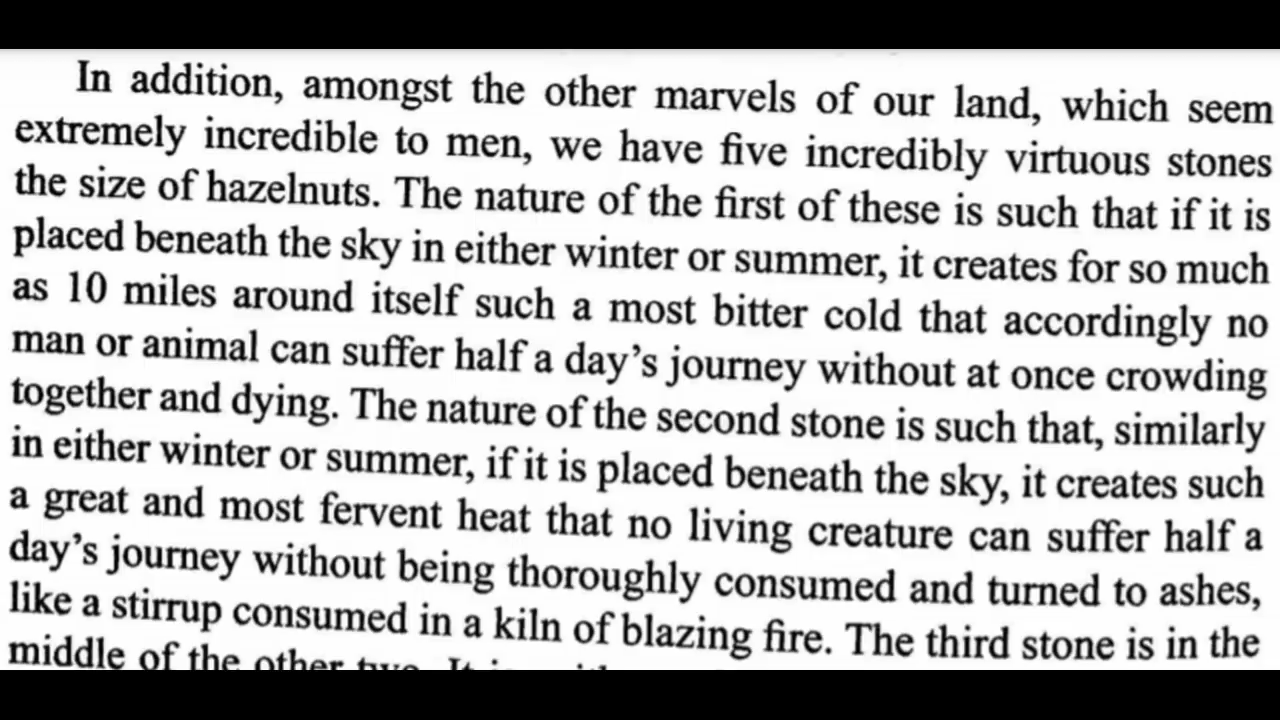 In addition, amongst the other marvels of our land, which seem
extremely incredible to men, we have five incredibly virtuous stones
the size of hazelnuts. The nature of the first of these is such that if it is
placed beneath the sky in either winter or summer, it creates for so much
as 10 miles around itself such a most bitter cold that accordingly no
man or animal can suffer half a day's journey without at once crowding
together and dying. The nature of the second stone is such that, similarly
in either winter or summer, if it is placed beneath the sky, it creates such
a great and most fervent heat that no living creature can suffer half a
day's journey without being thoroughly consumed and turned to ashes,
like a stirrup consumed in a kiln of blazing fire. The third stone is in the
middle of the other two. It